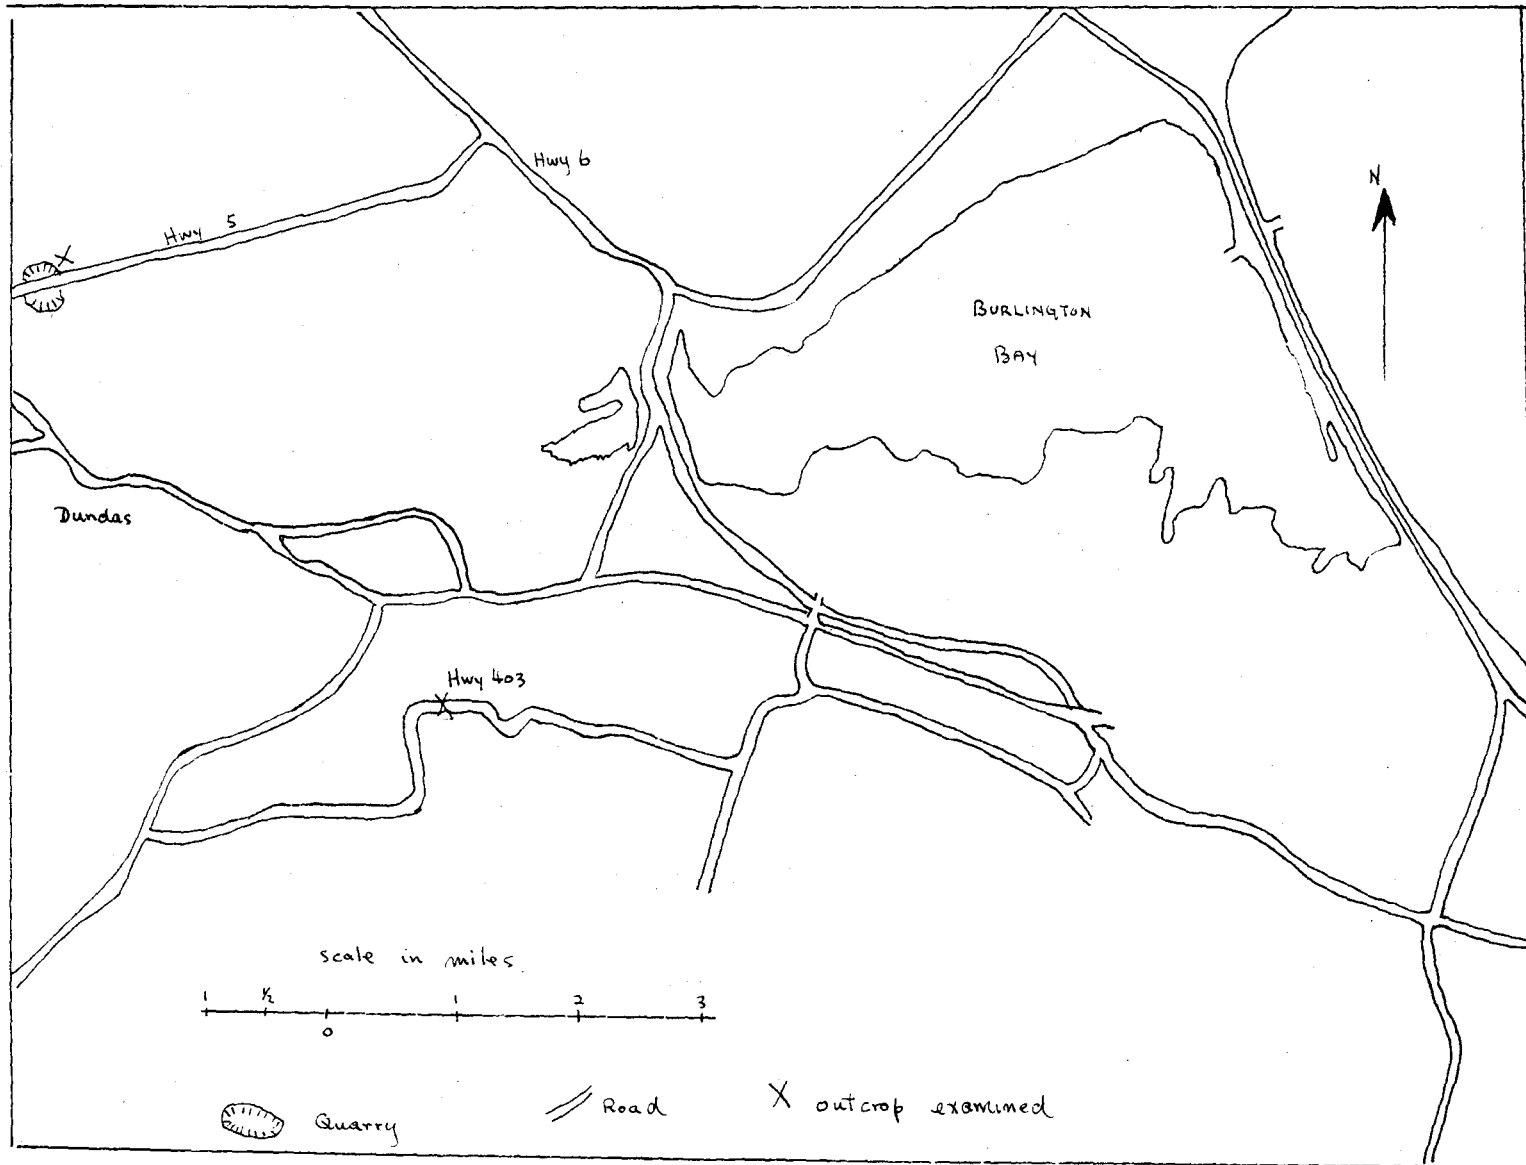 Hwy 6
N
Hwy 5
X
BURLINGTON
BAY
Dundas
Hwy 403
X
scale in miles
1 ½ 1 2 3
0
Quarry
Road
X outcrop examined